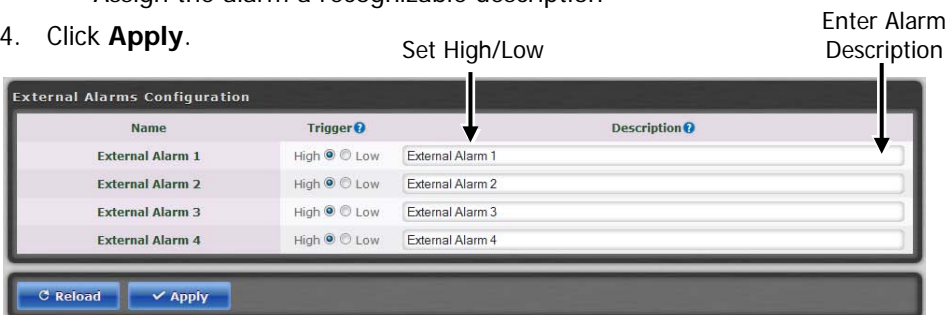 Assign the alarm a recognizable description
4. Click Apply.
Set High/Low
Enter Alarm
Description
External Alarms Configuration
Name Trigger Description
External Alarm 1 High Low External Alarm 1
External Alarm 2 High Low External Alarm 2
External Alarm 3 High Low External Alarm 3
External Alarm 4 High Low External Alarm 4
Reload Apply